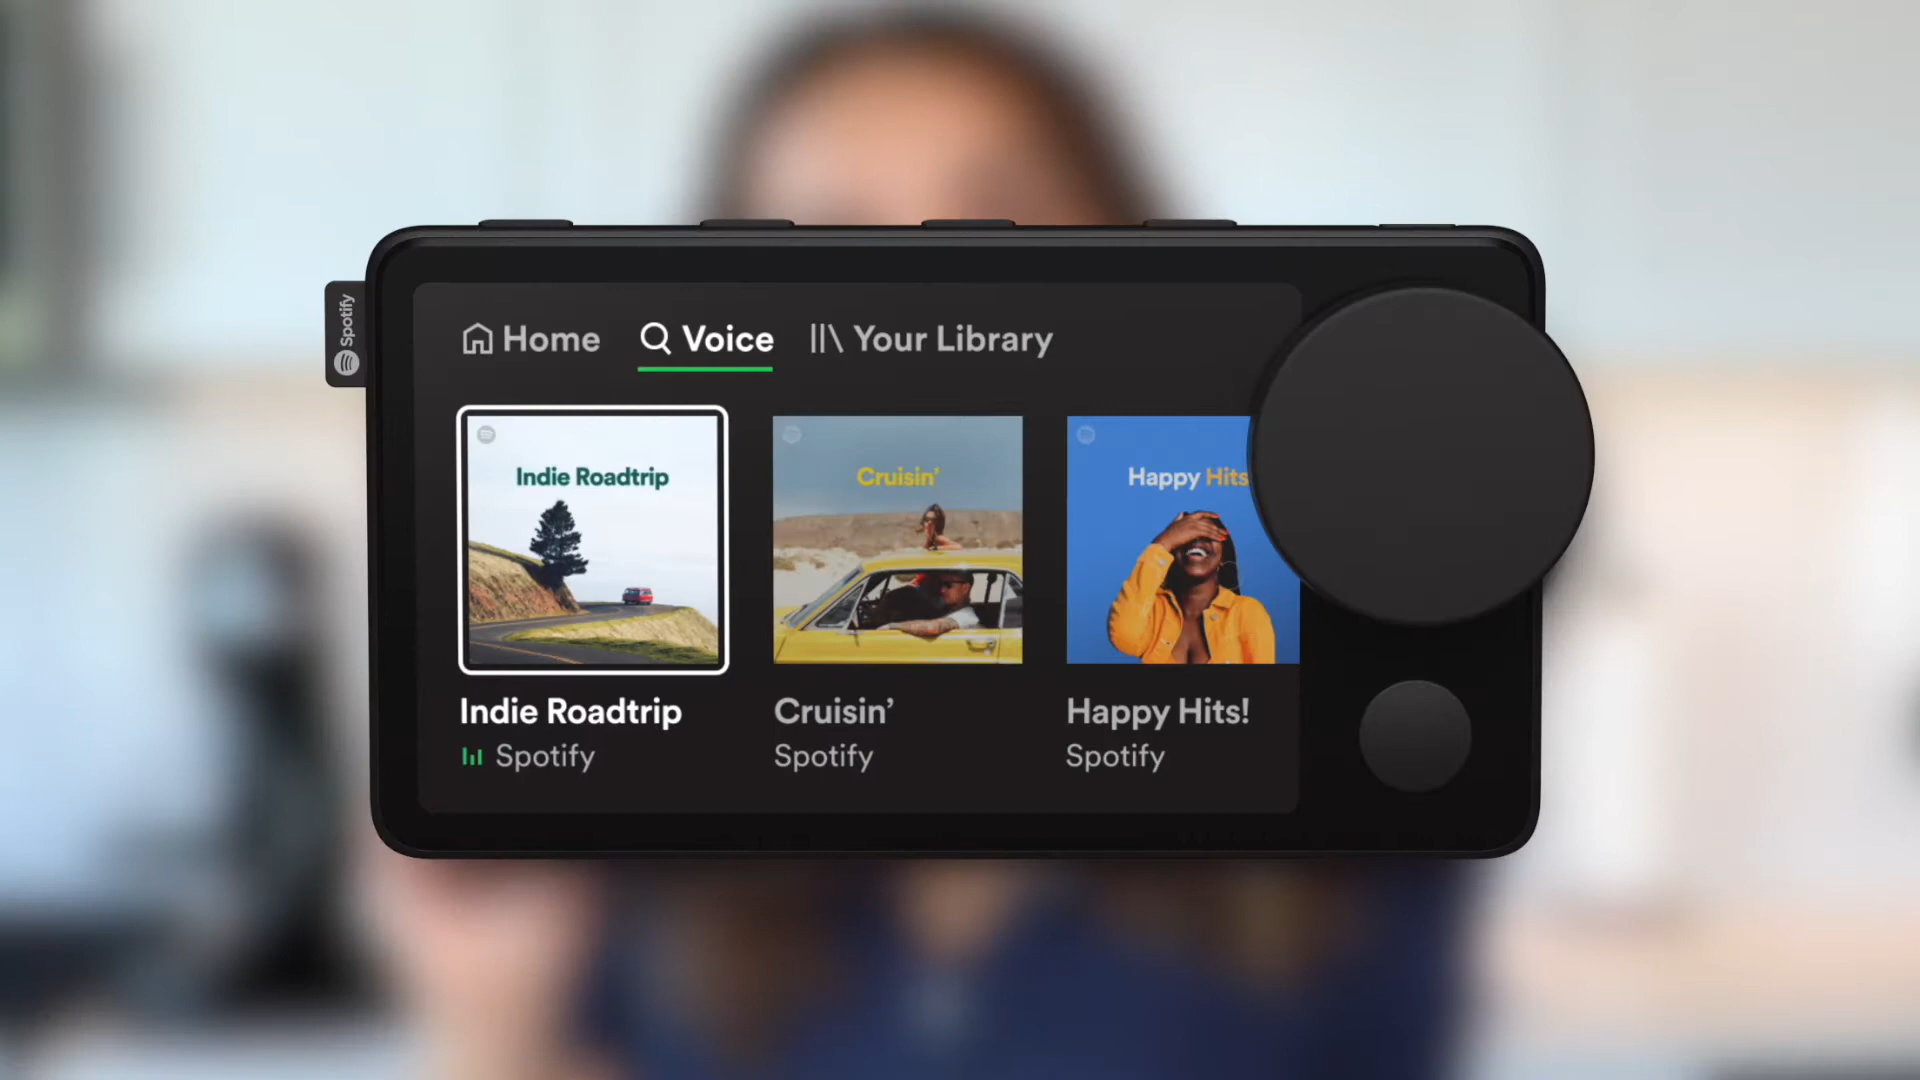 Spotify
Home
Voice
Your Library
Indie Roadtrip
Cruisin’
Happy Hits
Indie Roadtrip
Cruisin’
Happy Hits!
Spotify
Spotify
Spotify